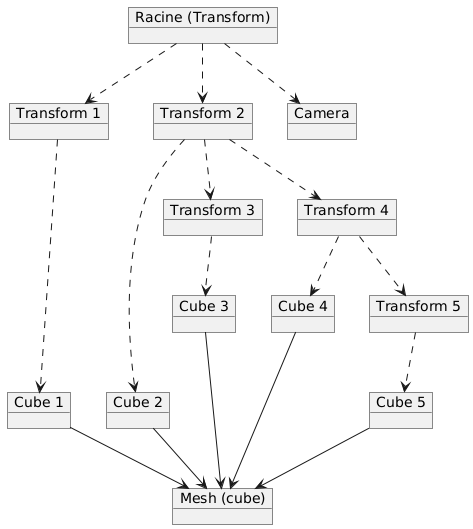 Racine (Transform)
Transform 1
Transform 2
Camera
Transform 3
Transform 4
Cube 3
Cube 4
Transform 5
Cube 1
Cube 2
Cube 5
Mesh (cube)